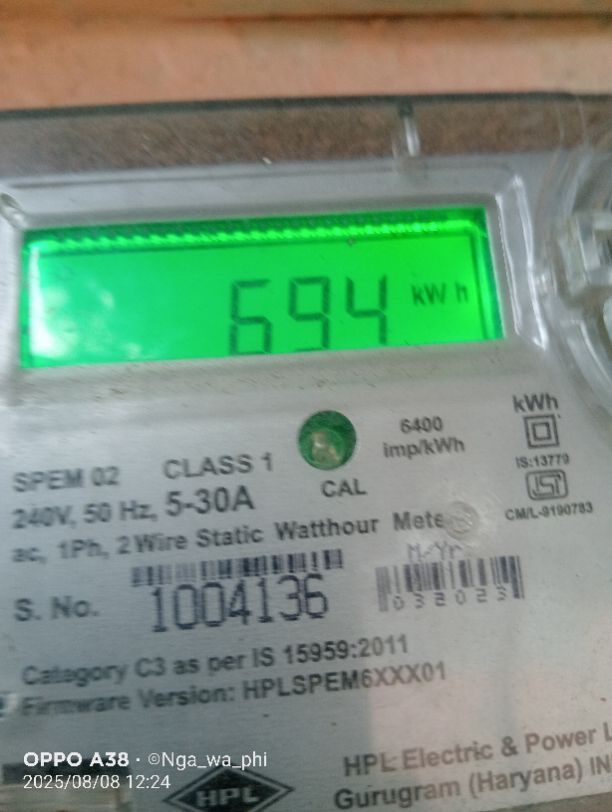 694 kW h
6400
imp/kWh
kWh
IS:13779
CM/L-9190783
CAL
SPEM 02 CLASS 1
240V, 50 Hz, 5-30A
ac, 1Ph, 2 Wire Static Watthour Mete
M/Yr
S. No. 1004136
032023
Category C3 as per IS 15959:2011
Firmware Version: HPLSPEM6XXX01
HPL Electric & Power L
Gurugram (Haryana) IN
HPL
OPPO A38 · ©Nga_wa_phi
2025/08/08 12:24